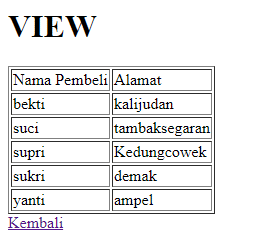 VIEW
Nama Pembeli Alamat
bekti kalijudan
suci tambaksegaran
supri Kedungcowek
sukri demak
yanti ampel
Kembali